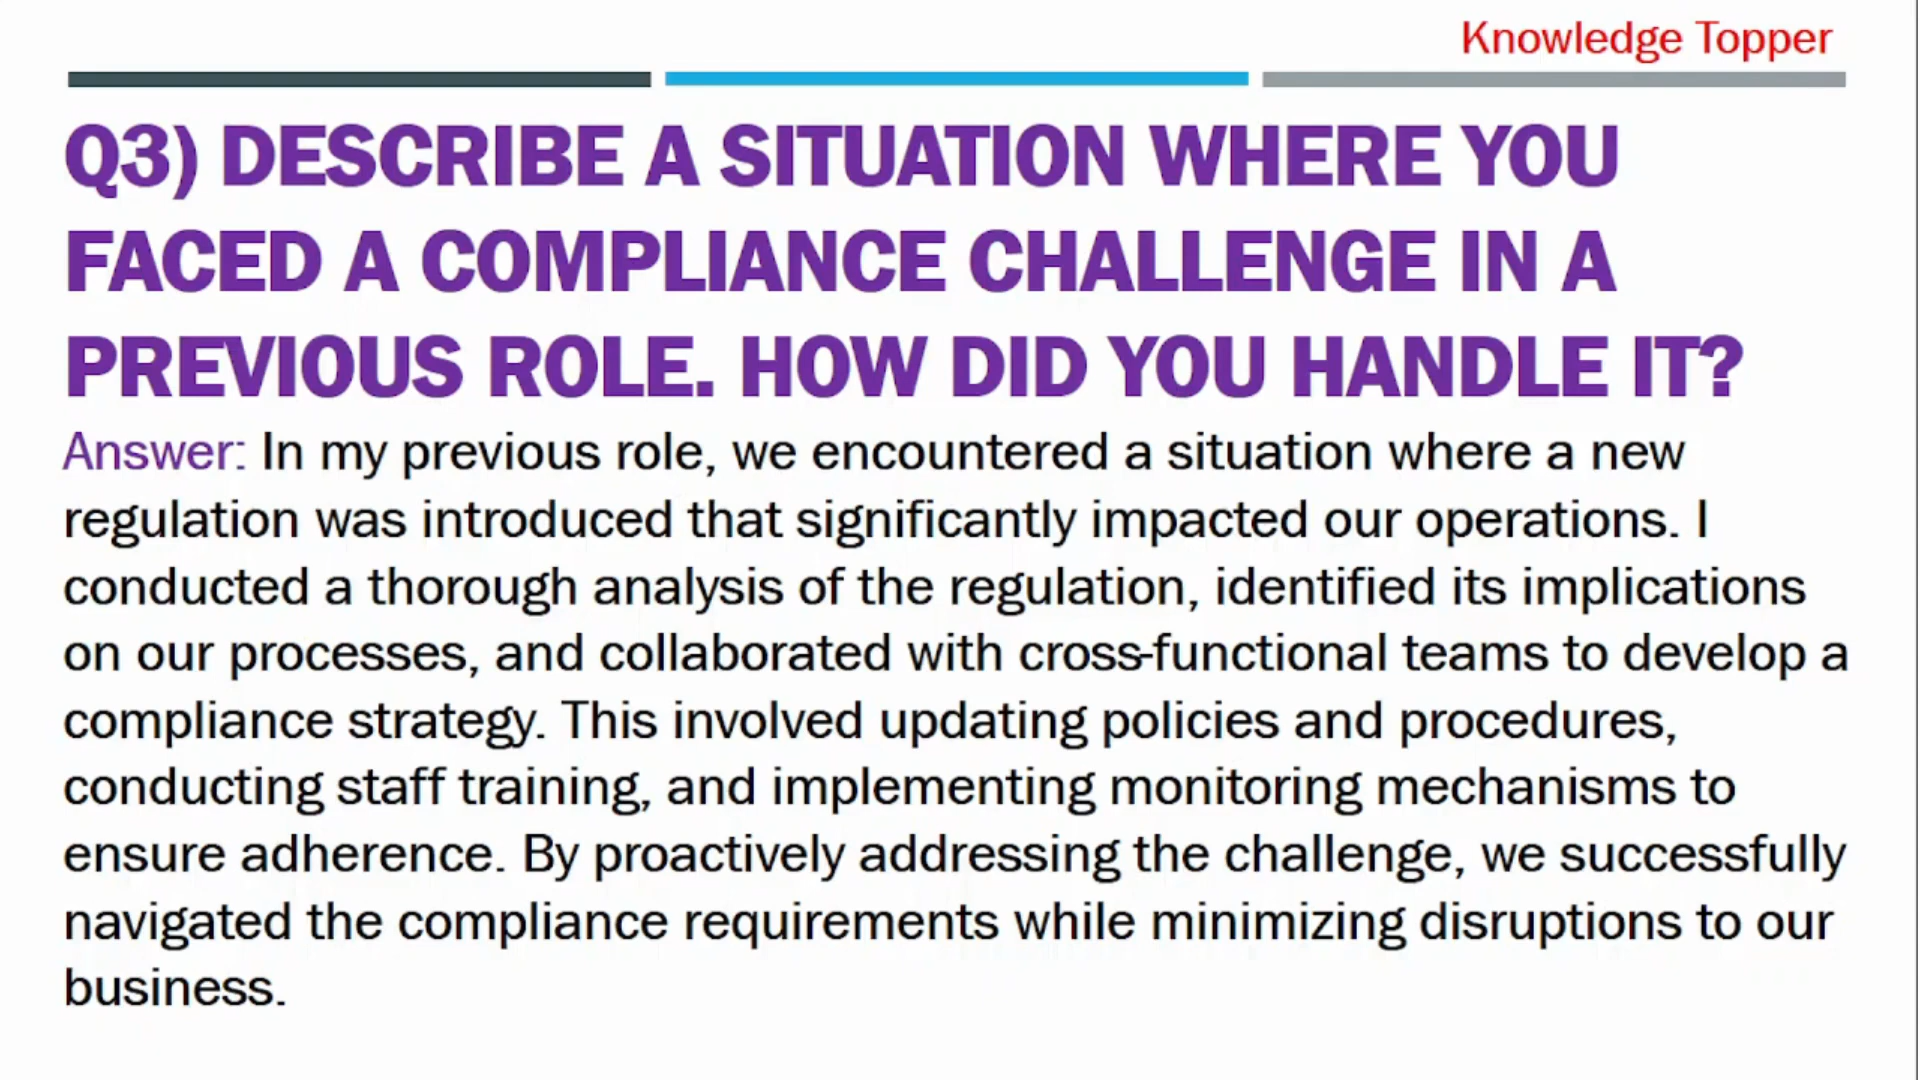 Knowledge Topper
Q3) DESCRIBE A SITUATION WHERE YOU
FACED A COMPLIANCE CHALLENGE IN A
PREVIOUS ROLE. HOW DID YOU HANDLE IT?
Answer: In my previous role, we encountered a situation where a new
regulation was introduced that significantly impacted our operations. I
conducted a thorough analysis of the regulation, identified its implications
on our processes, and collaborated with cross-functional teams to develop a
compliance strategy. This involved updating policies and procedures,
conducting staff training, and implementing monitoring mechanisms to
ensure adherence. By proactively addressing the challenge, we successfully
navigated the compliance requirements while minimizing disruptions to our
business.